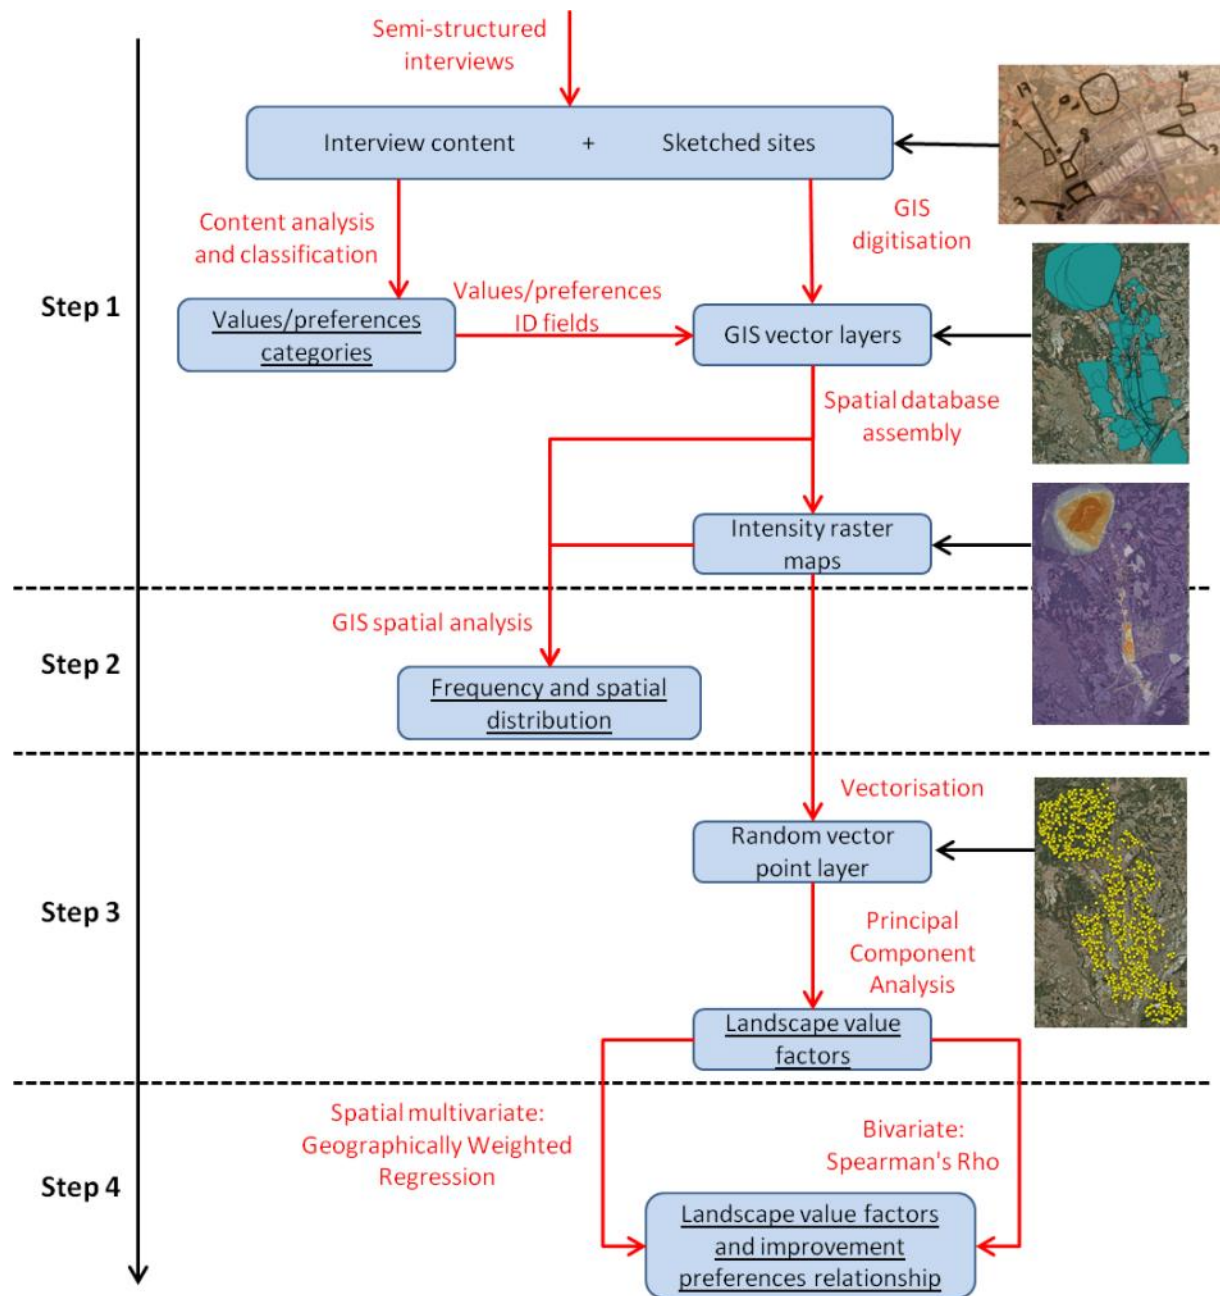 Semi-structured
interviews
Interview content + Sketched sites
Content analysis
and classification
GIS
digitisation
Step 1
Values/preferences
categories
Values/preferences
ID fields
GIS vector layers
Spatial database
assembly
Intensity raster
maps
GIS spatial analysis
Step 2
Frequency and spatial
distribution
Vectorisation
Random vector
point layer
Step 3
Principal
Component
Analysis
Landscape value
factors
Spatial multivariate:
Geographically Weighted
Regression
Bivariate:
Spearman's Rho
Step 4
Landscape value factors
and improvement
preferences relationship